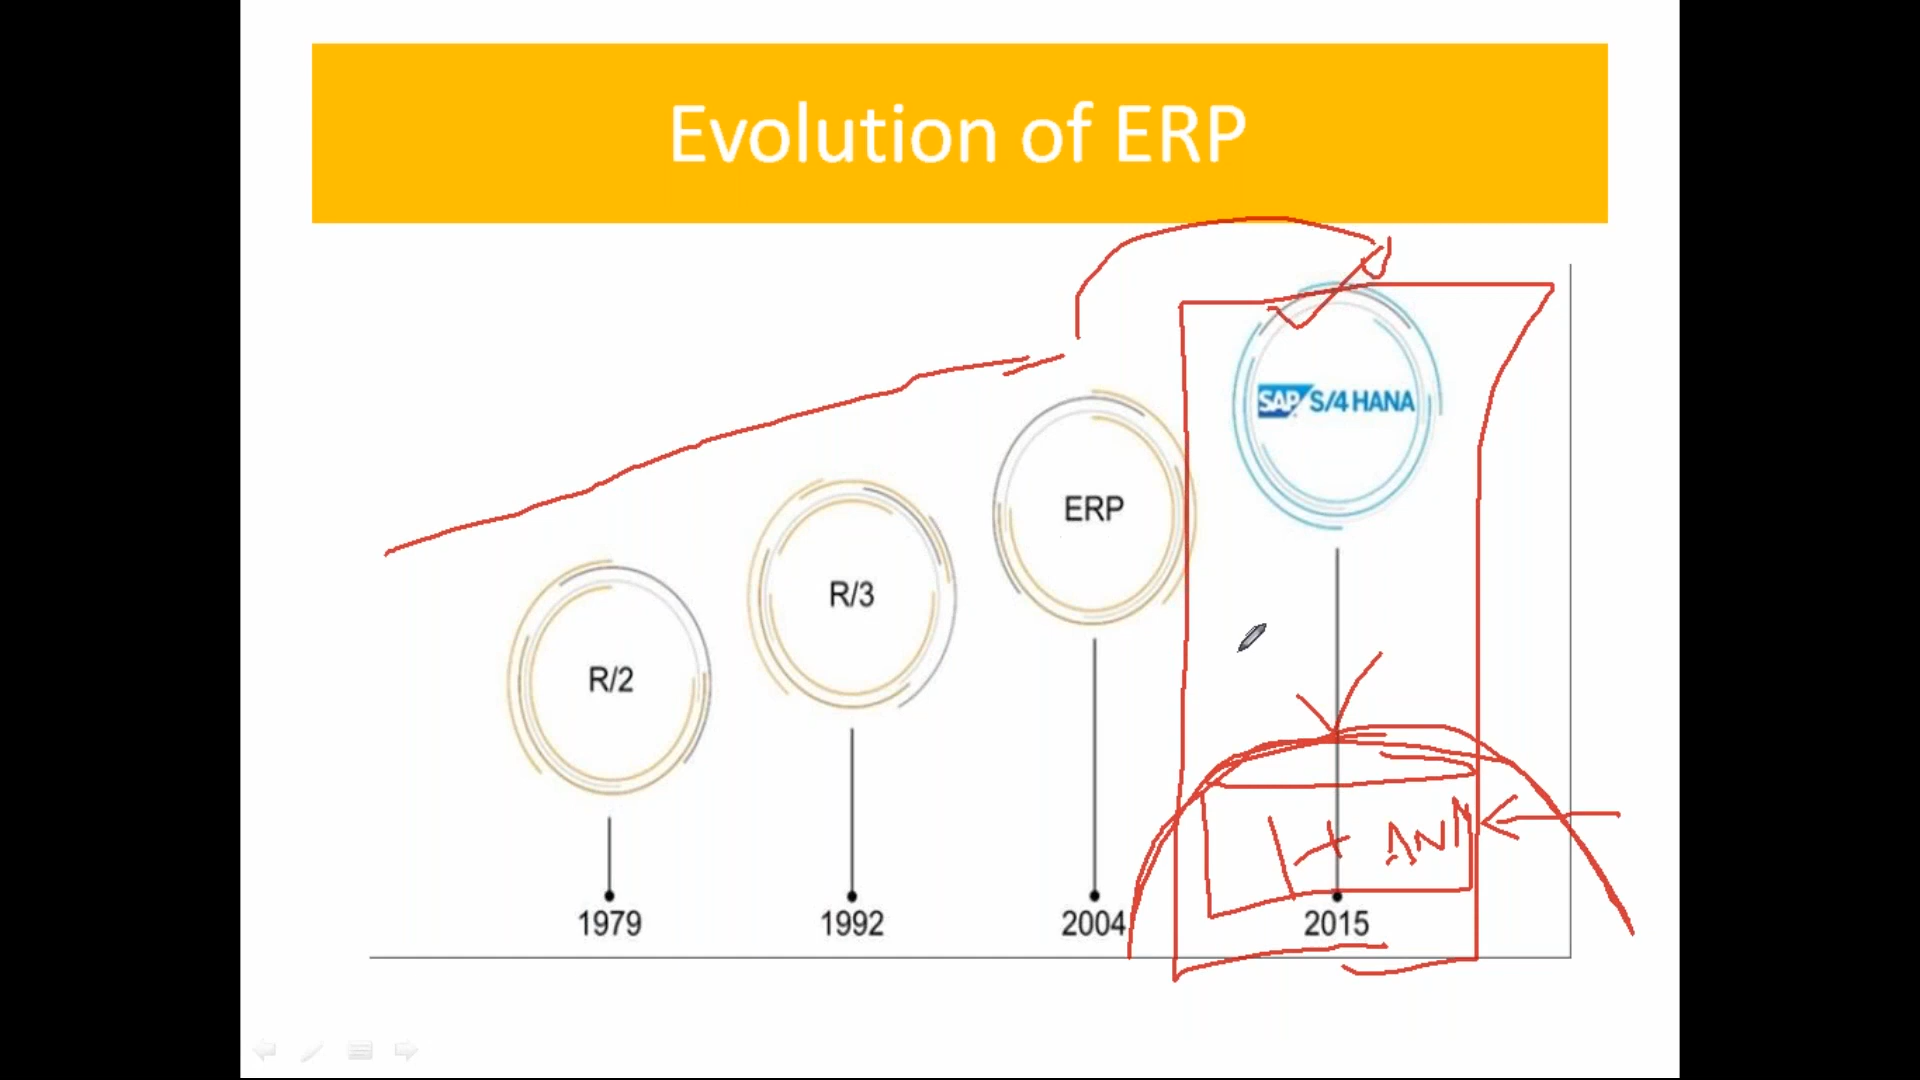 Evolution of ERP
SAP S/4 HANA
ERP
R/3
R/2
1979
1992
2004
2015